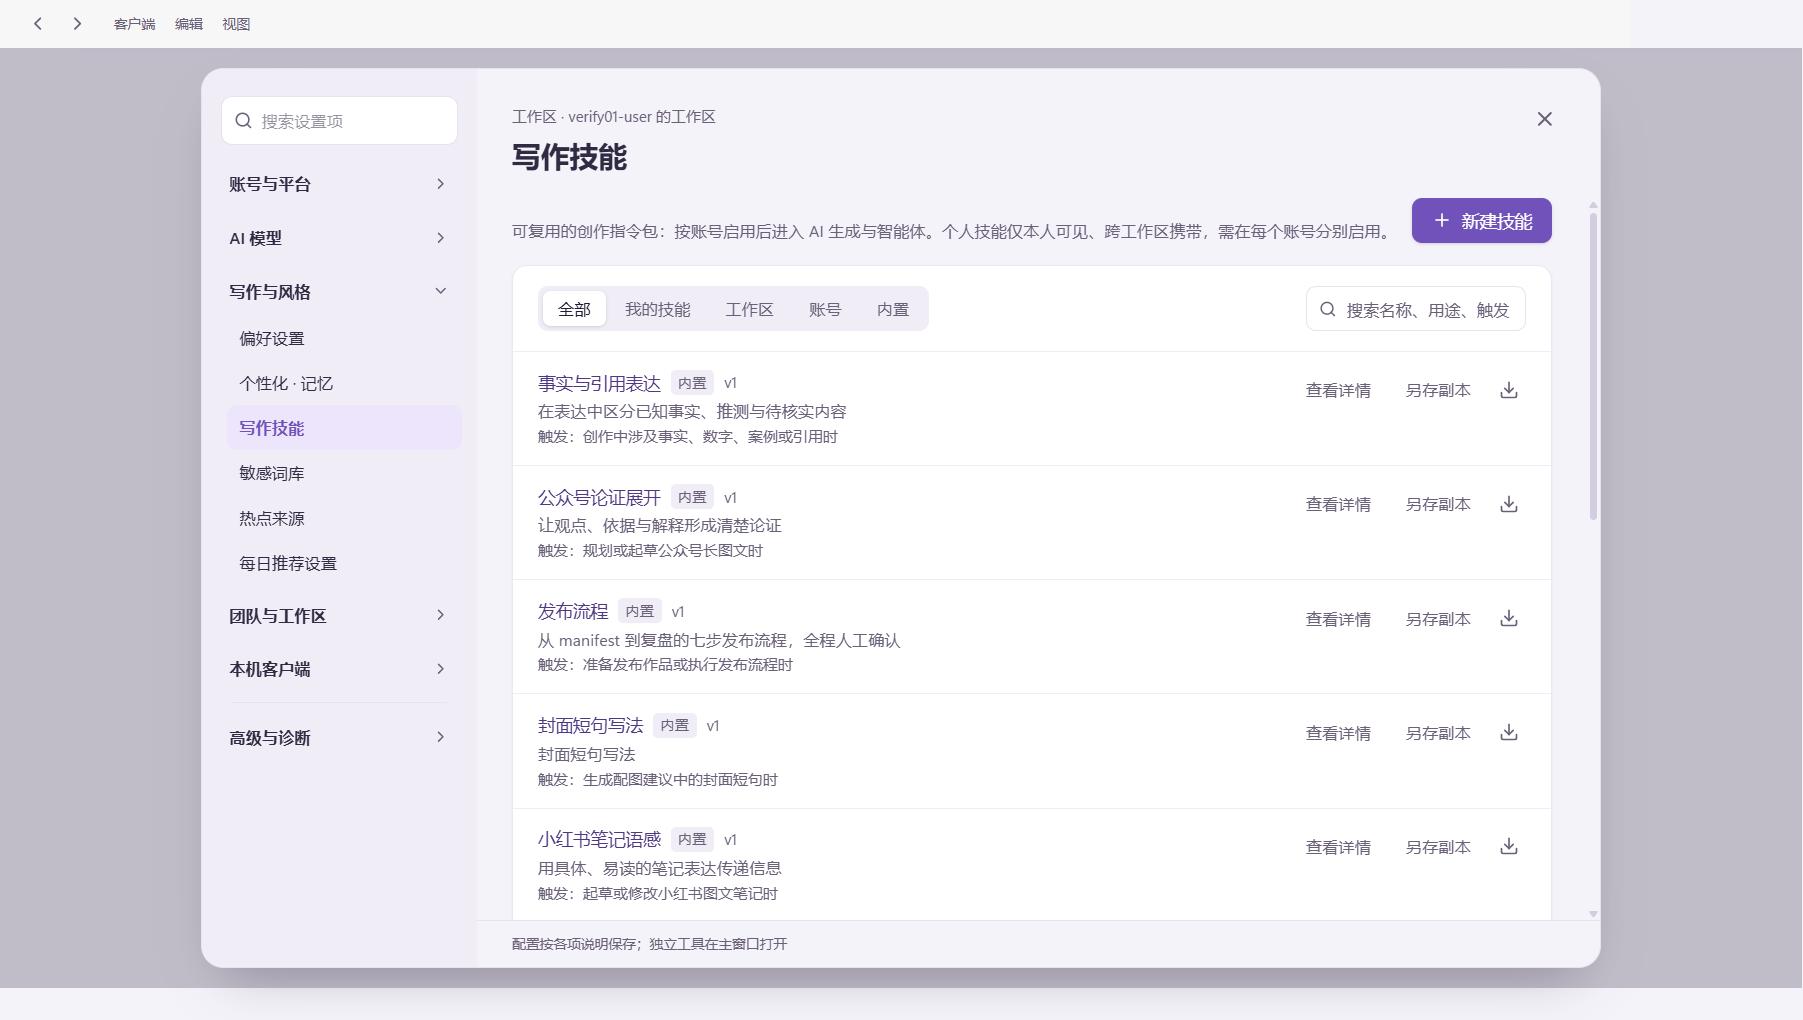 客户端 编辑 视图
搜索设置项
账号与平台
AI 模型
写作与风格
偏好设置
个性化 · 记忆
写作技能
敏感词库
热点来源
每日推荐设置
团队与工作区
本机客户端
高级与诊断
工作区 · verify01-user 的工作区
写作技能
可复用的创作指令包：按账号启用后进入 AI 生成与智能体。个人技能仅本人可见、跨工作区携带，需在每个账号分别启用。
新建技能
全部 我的技能 工作区 账号 内置
搜索名称、用途、触发
事实与引用表达 内置 v1
在表达中区分已知事实、推测与待核实内容
触发：创作中涉及事实、数字、案例或引用时
查看详情 另存副本
公众号论证展开 内置 v1
让观点、依据与解释形成清楚论证
触发：规划或起草公众号长图文时
查看详情 另存副本
发布流程 内置 v1
从 manifest 到复盘的七步发布流程，全程人工确认
触发：准备发布作品或执行发布流程时
查看详情 另存副本
封面短句写法 内置 v1
封面短句写法
触发：生成配图建议中的封面短句时
查看详情 另存副本
小红书笔记语感 内置 v1
用具体、易读的笔记表达传递信息
触发：起草或修改小红书图文笔记时
查看详情 另存副本
配置按各项说明保存；独立工具在主窗口打开